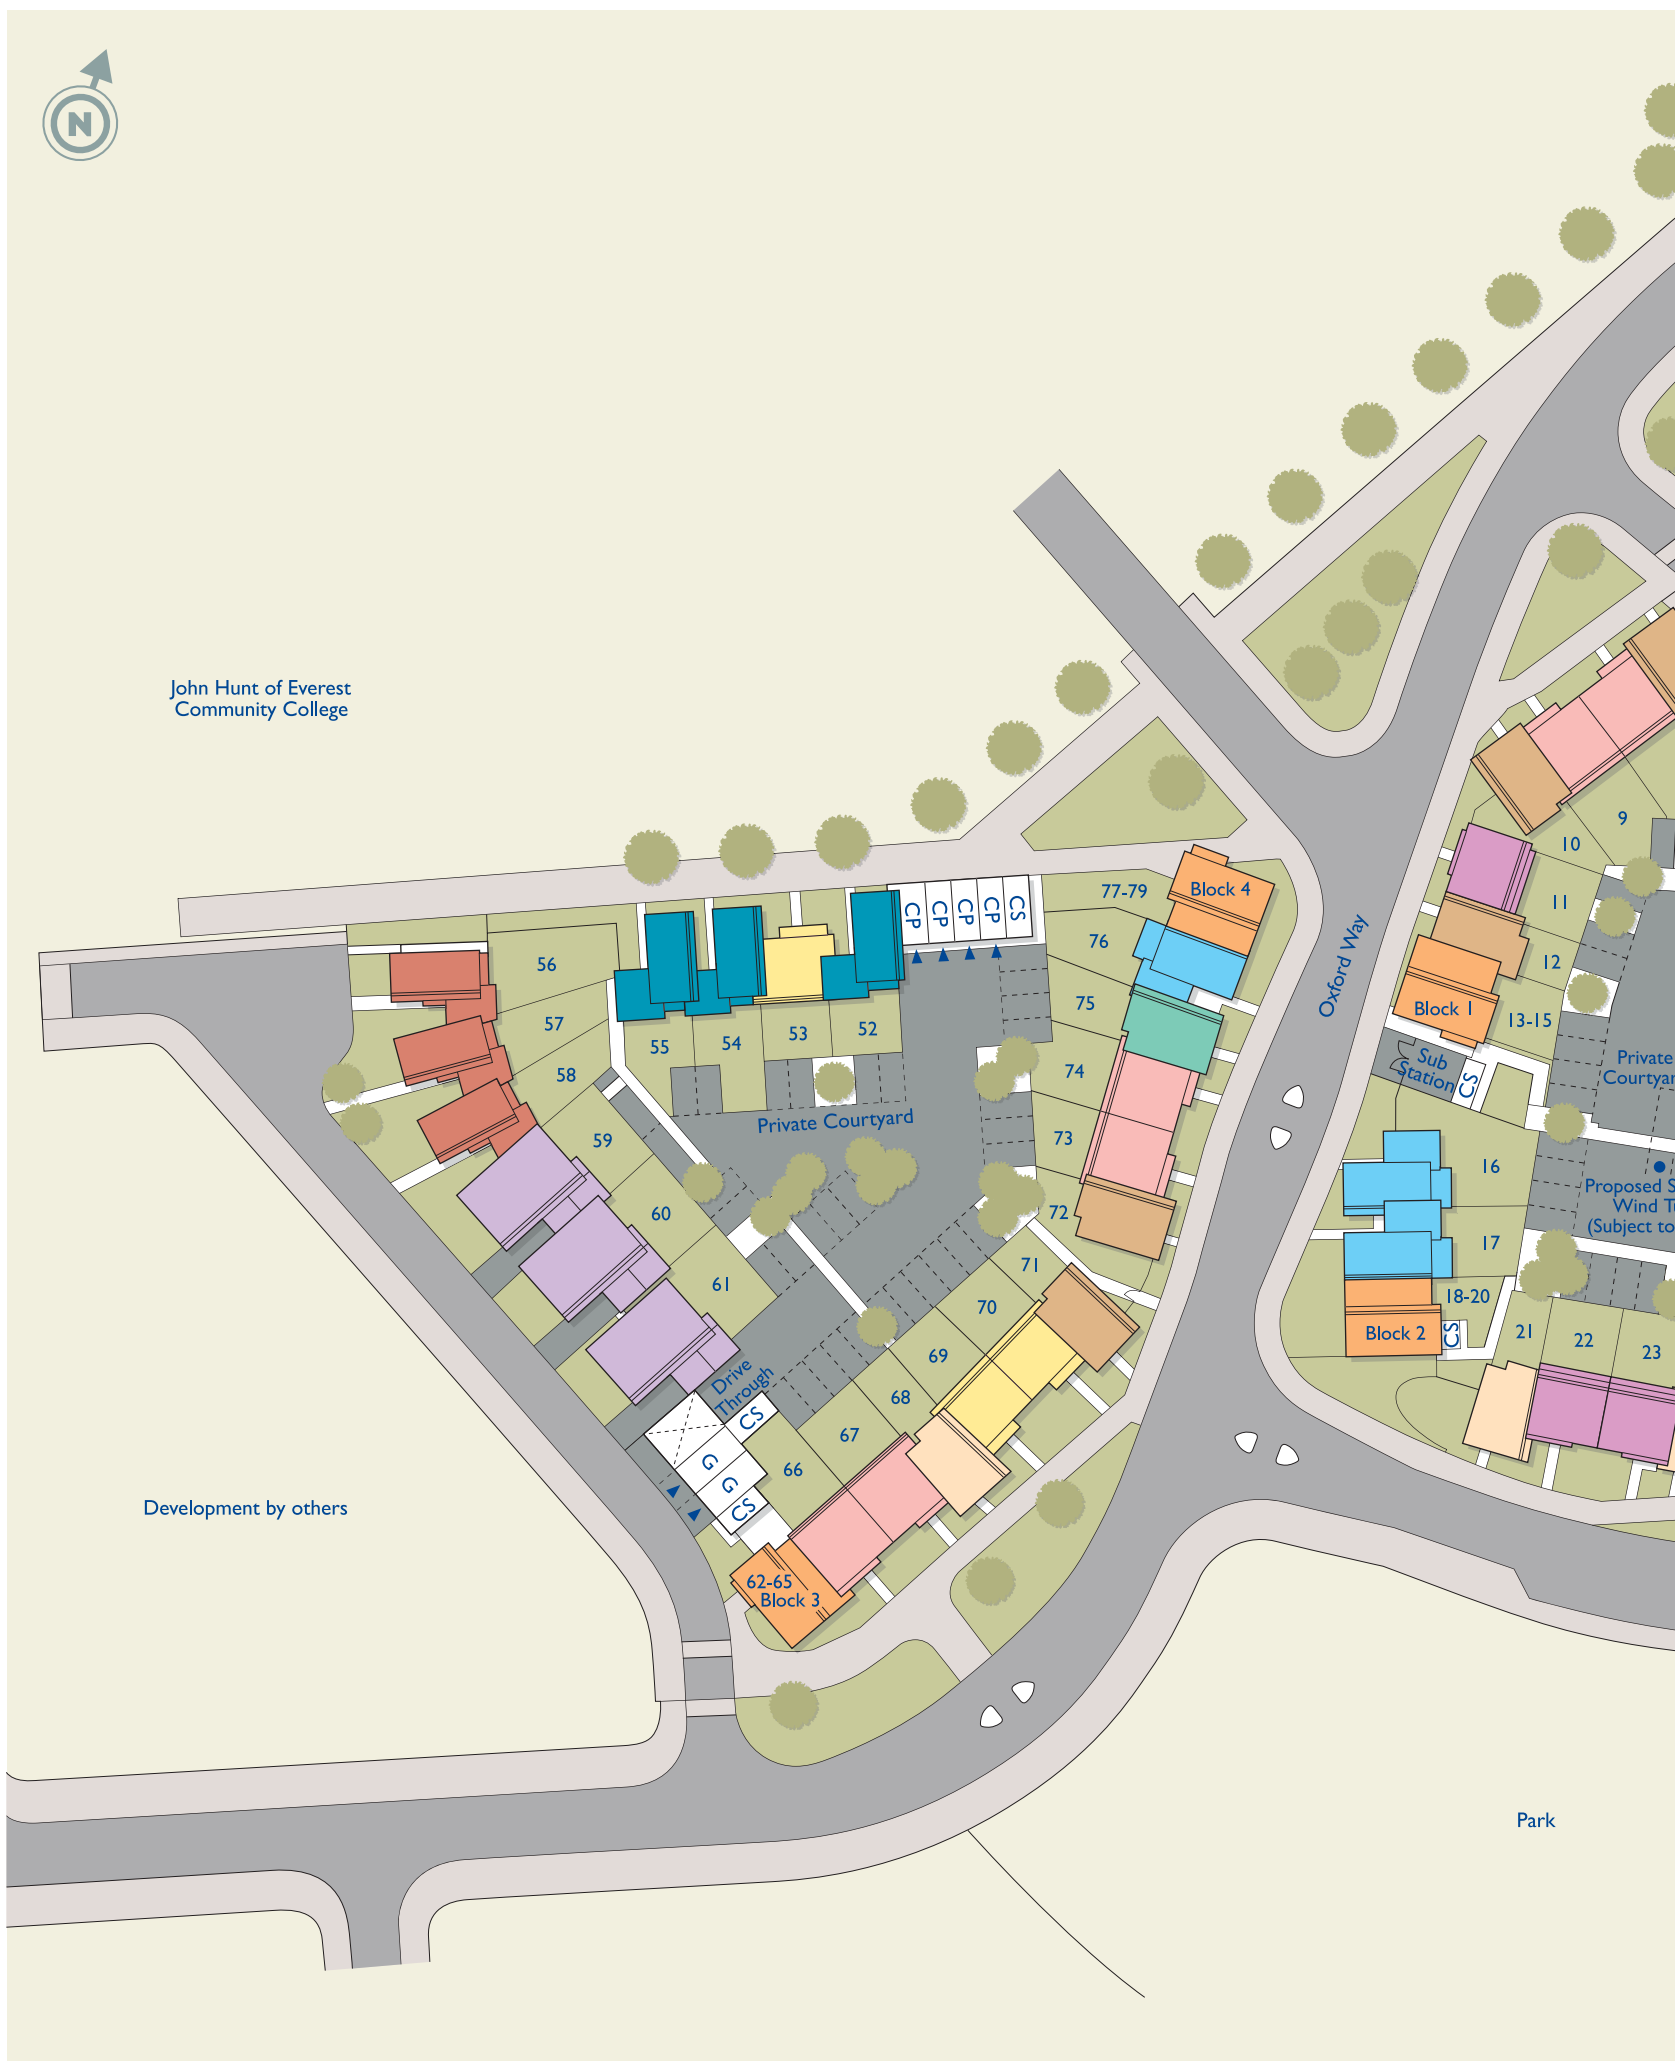 N
John Hunt of Everest
Community College
Block 4
77-79
CP
CP
CP
CP
CS
76
56
57
58
55
54
53
52
75
74
73
72
71
70
69
68
67
66
59
60
61
Private Courtyard
Oxford Way
9
10
11
12
Block 1
13-15
Sub
Station
CS
Private
16
17
18-20
Block 2
CS
21
22
23
Proposed S
Wind T
(Subject to
Drive
Through
CS
G
G
CS
62-65
Block 3
Development by others
Park